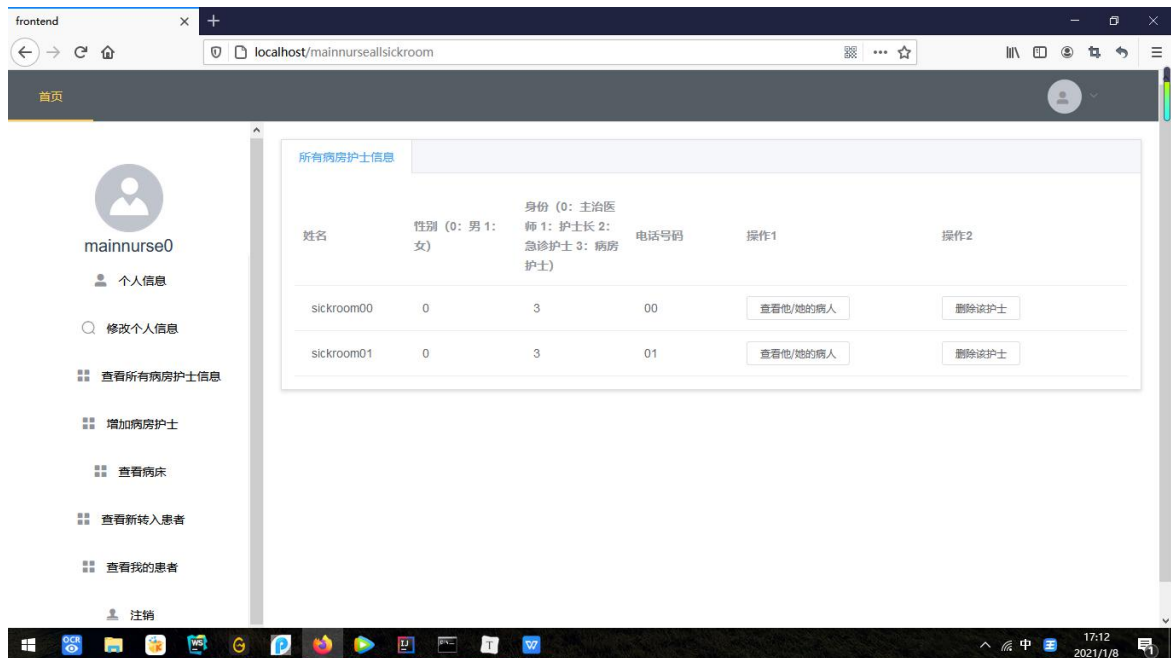 frontend
localhost/mainnurseallsickroom
首页
mainnurse0
个人信息
修改个人信息
查看所有病房护士信息
增加病房护士
查看病床
查看新转入患者
查看我的患者
注销
所有病房护士信息
姓名
性别（0：男 1：
女）
身份（0：主治医
师 1：护士长 2：
急诊护士 3：病房
护士）
电话号码
操作1
操作2
sickroom00 0 3 00 查看他/她的病人 删除该护士
sickroom01 0 3 01 查看他/她的病人 删除该护士
OCR
WS
G
P
IJ
T
W
中
17:12
2021/1/8
1